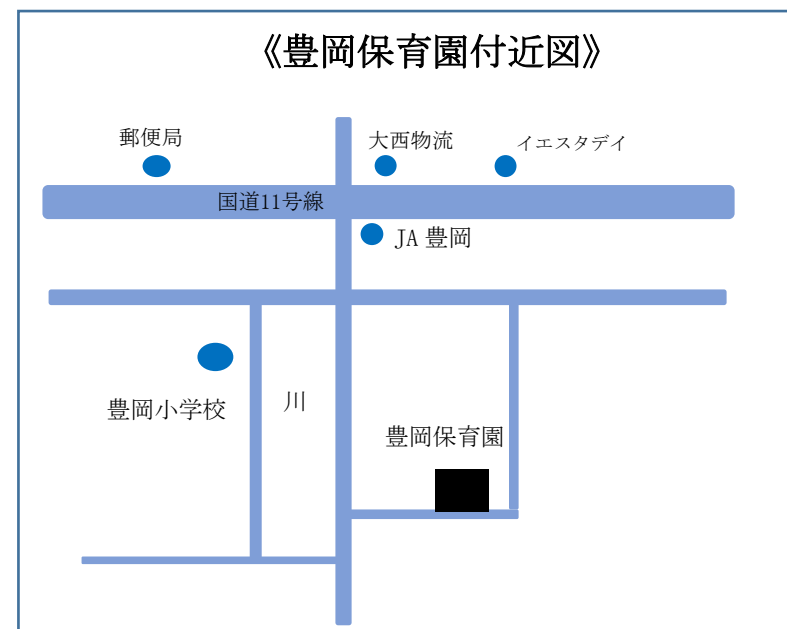 《豊岡保育園付近図》
郵便局
大西物流
イエスタデイ
国道11号線
JA 豊岡
川
豊岡小学校
豊岡保育園